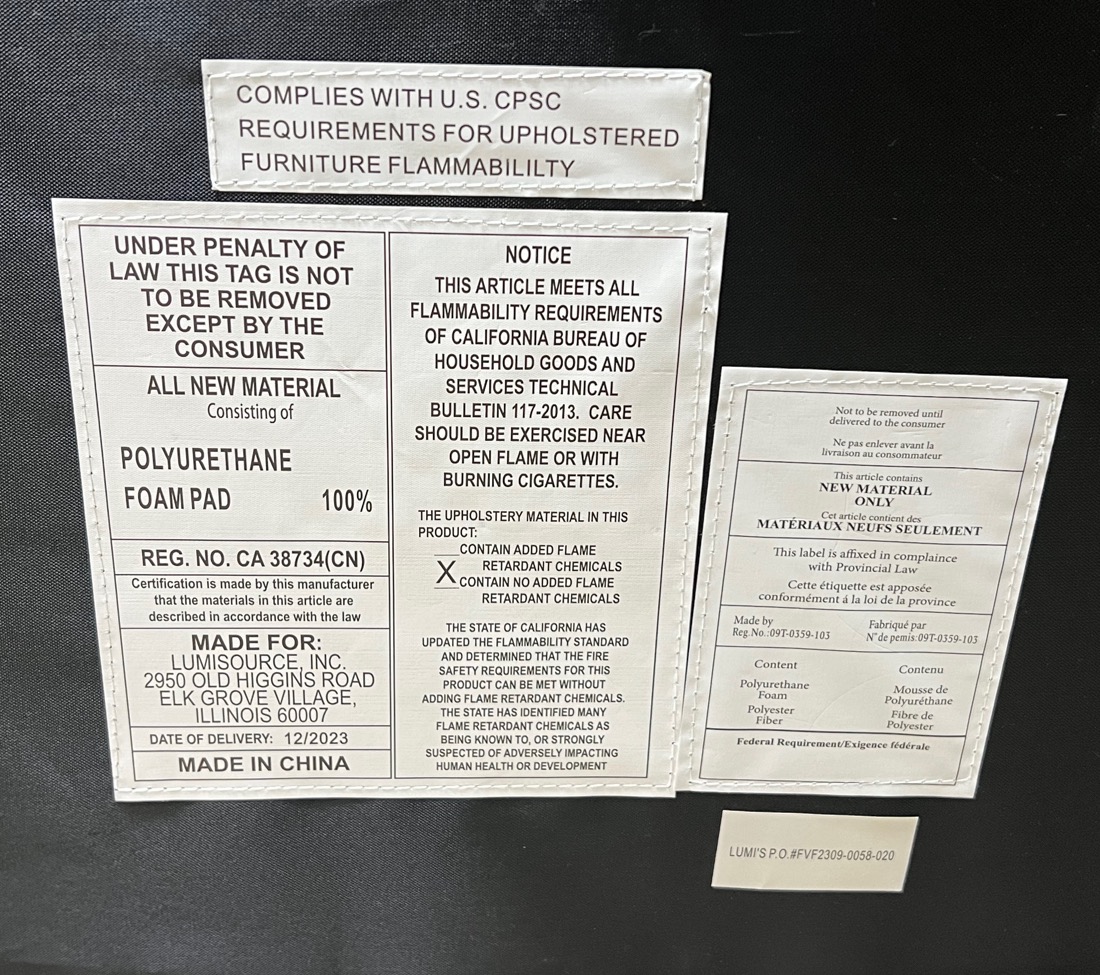 COMPLIES WITH U.S. CPSC
REQUIREMENTS FOR UPHOLSTERED
FURNITURE FLAMMABILILTY
UNDER PENALTY OF
LAW THIS TAG IS NOT
TO BE REMOVED
EXCEPT BY THE
CONSUMER
ALL NEW MATERIAL
Consisting of
POLYURETHANE
FOAM PAD 100%
REG. NO. CA 38734(CN)
Certification is made by this manufacturer
that the materials in this article are
described in accordance with the law
MADE FOR:
LUMISOURCE, INC.
2950 OLD HIGGINS ROAD
ELK GROVE VILLAGE,
ILLINOIS 60007
DATE OF DELIVERY: 12/2023
MADE IN CHINA
NOTICE
THIS ARTICLE MEETS ALL
FLAMMABILITY REQUIREMENTS
OF CALIFORNIA BUREAU OF
HOUSEHOLD GOODS AND
SERVICES TECHNICAL
BULLETIN 117-2013. CARE
SHOULD BE EXERCISED NEAR
OPEN FLAME OR WITH
BURNING CIGARETTES.
THE UPHOLSTERY MATERIAL IN THIS
PRODUCT:
___CONTAIN ADDED FLAME
RETARDANT CHEMICALS
X CONTAIN NO ADDED FLAME
RETARDANT CHEMICALS
THE STATE OF CALIFORNIA HAS
UPDATED THE FLAMMABILITY STANDARD
AND DETERMINED THAT THE FIRE
SAFETY REQUIREMENTS FOR THIS
PRODUCT CAN BE MET WITHOUT
ADDING FLAME RETARDANT CHEMICALS.
THE STATE HAS IDENTIFIED MANY
FLAME RETARDANT CHEMICALS AS
BEING KNOWN TO, OR STRONGLY
SUSPECTED OF ADVERSELY IMPACTING
HUMAN HEALTH OR DEVELOPMENT
Not to be removed until
delivered to the consumer
Ne pas enlever avant la
livraison au consommateur
This article contains
NEW MATERIAL
ONLY
Cet article contient des
MATÉRIAUX NEUFS SEULEMENT
This label is affixed in complaince
with Provincial Law
Cette étiquette est apposée
conformément á la loi de la province
Made by Fabriqué par
Reg.No.:09T-0359-103 N° de pemis:09T-0359-103
Content Contenu
Polyurethane Mousse de
Foam Polyuréthane
Polyester Fibre de
Fiber Polyester
Federal Requirement/Exigence fédérale
LUMI'S P.O.#FVF2309-0058-020